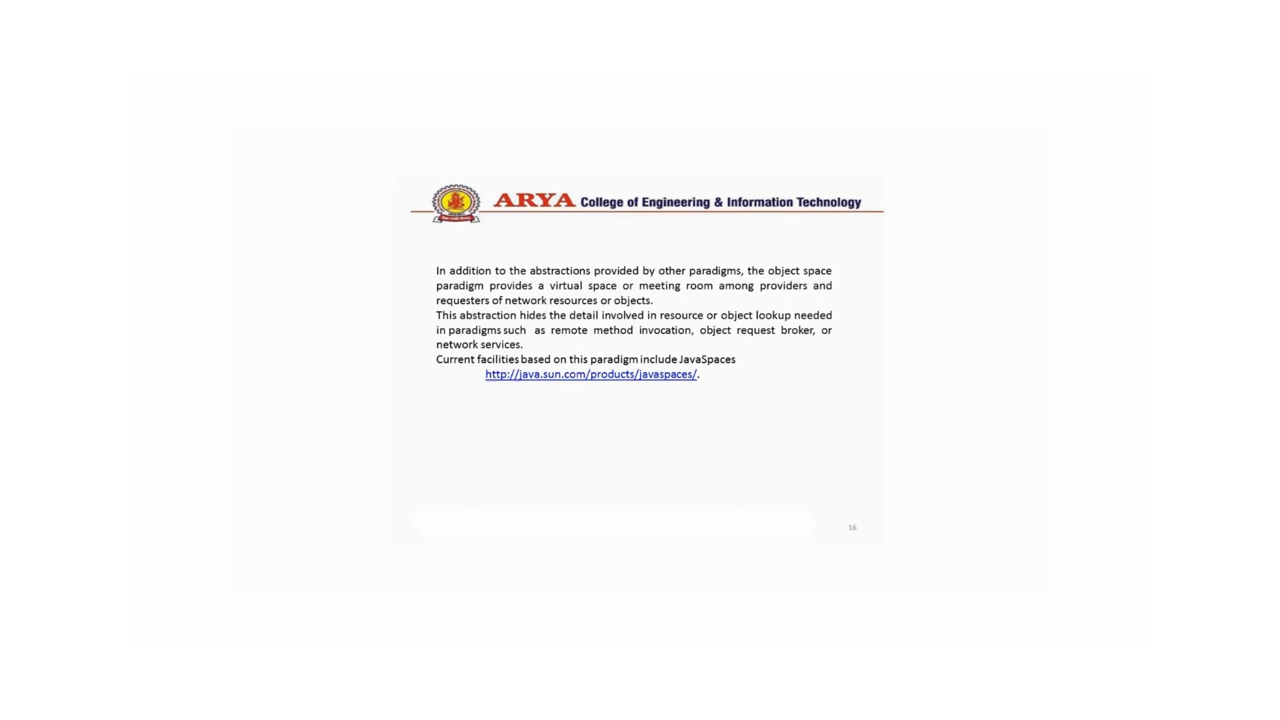 ARYA College of Engineering & Information Technology
In addition to the abstractions provided by other paradigms, the object space
paradigm provides a virtual space or meeting room among providers and
requesters of network resources or objects.
This abstraction hides the detail involved in resource or object lookup needed
in paradigms such as remote method invocation, object request broker, or
network services.
Current facilities based on this paradigm include JavaSpaces
http://java.sun.com/products/javaspaces/.
16